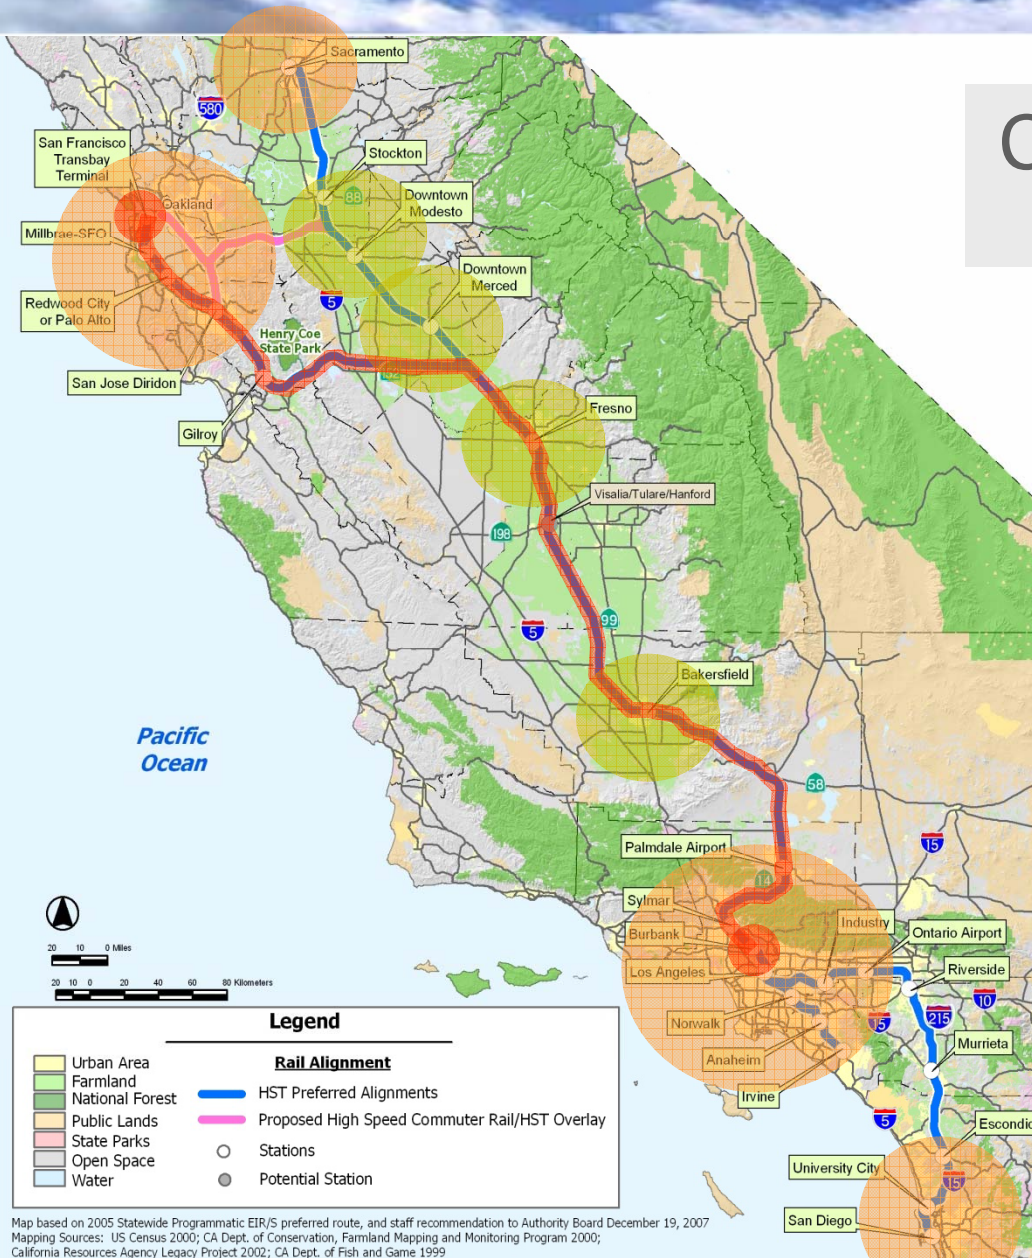 C
Sacramento
580
San Francisco
Transbay
Terminal
Stockton
88
Oakland
Downtown
Modesto
Millbrae-SFO
Downtown
Merced
5
Redwood City
or Palo Alto
Henry Coe
State Park
152
San Jose Diridon
Fresno
Gilroy
Visalia/Tulare/Hanford
198
99
5
Bakersfield
Pacific
Ocean
58
15
Palmdale Airport
14
Sylmar
Industry
Burbank
Ontario Airport
Los Angeles
Riverside
10
Norwalk
15
215
Anaheim
Murrieta
Irvine
5
Escondid
University City
15
San Diego
20 10 0 Miles
20 10 0 20 40 60 80 Kilometers
Legend
Urban Area
Farmland
National Forest
Public Lands
State Parks
Open Space
Water
Rail Alignment
HST Preferred Alignments
Proposed High Speed Commuter Rail/HST Overlay
Stations
Potential Station
Map based on 2005 Statewide Programmatic EIR/S preferred route, and staff recommendation to Authority Board December 19, 2007
Mapping Sources: US Census 2000; CA Dept. of Conservation, Farmland Mapping and Monitoring Program 2000;
California Resources Agency Legacy Project 2002; CA Dept. of Fish and Game 1999